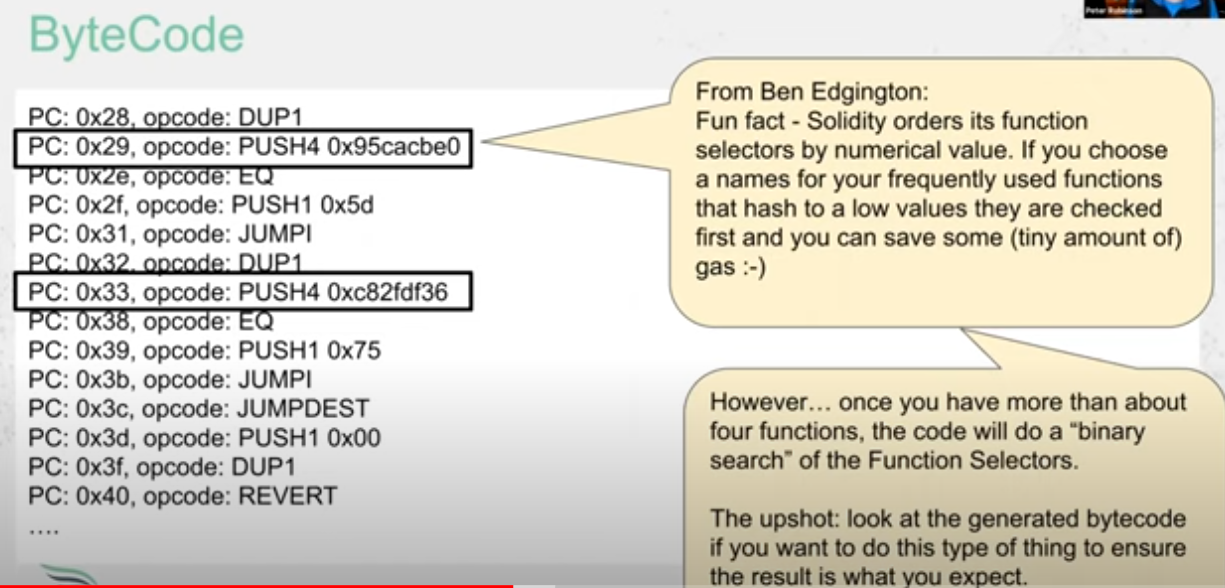 Peter Robinson
ByteCode
PC: 0x28, opcode: DUP1
PC: 0x29, opcode: PUSH4 0x95cacbe0
PC: 0x2e, opcode: EQ
PC: 0x2f, opcode: PUSH1 0x5d
PC: 0x31, opcode: JUMPI
PC: 0x32, opcode: DUP1
PC: 0x33, opcode: PUSH4 0xc82fdf36
PC: 0x38, opcode: EQ
PC: 0x39, opcode: PUSH1 0x75
PC: 0x3b, opcode: JUMPI
PC: 0x3c, opcode: JUMPDEST
PC: 0x3d, opcode: PUSH1 0x00
PC: 0x3f, opcode: DUP1
PC: 0x40, opcode: REVERT
....
From Ben Edgington:
Fun fact - Solidity orders its function
selectors by numerical value. If you choose
a names for your frequently used functions
that hash to a low values they are checked
first and you can save some (tiny amount of)
gas :-)
However... once you have more than about
four functions, the code will do a “binary
search” of the Function Selectors.
The upshot: look at the generated bytecode
if you want to do this type of thing to ensure
the result is what you expect.